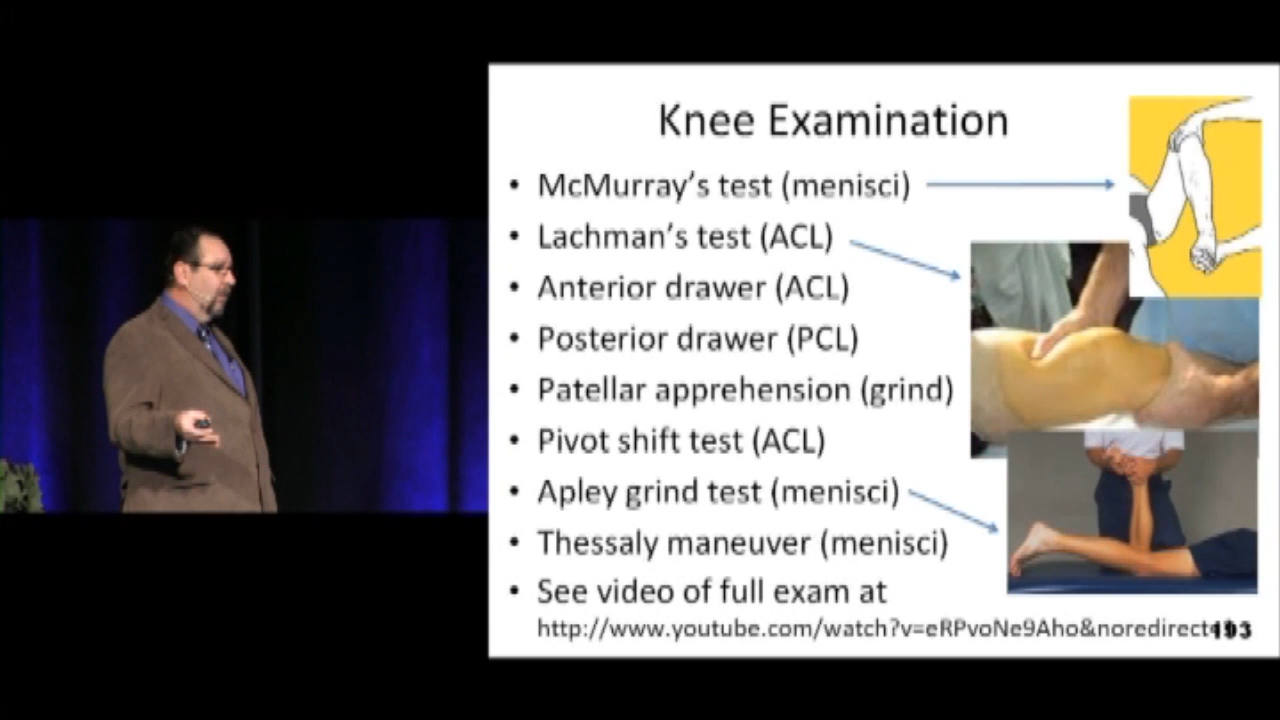 Knee Examination
• McMurray's test (menisci)
• Lachman's test (ACL)
• Anterior drawer (ACL)
• Posterior drawer (PCL)
• Patellar apprehension (grind)
• Pivot shift test (ACL)
• Apley grind test (menisci)
• Thessaly maneuver (menisci)
• See video of full exam at
http://www.youtube.com/watch?v=eRPvoNe9Aho&noredirect
193